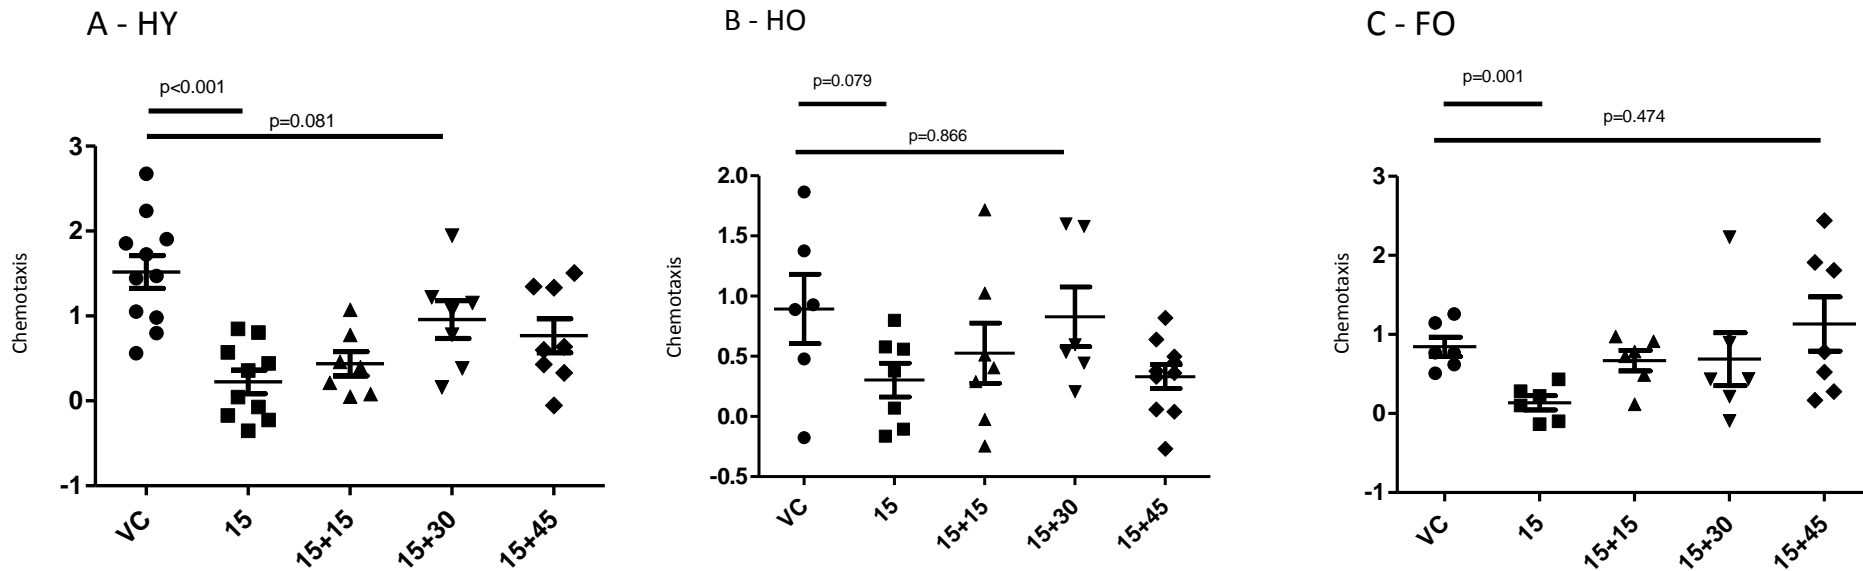 A - HY
p<0.001
p=0.081
3
2
1
0
-1
Chemotaxis
VC
15
15+15
15+30
15+45
B - HO
p=0.079
p=0.866
2.0
1.5
1.0
0.5
0.0
-0.5
Chemotaxis
VC
15
15+15
15+30
15+45
C - FO
p=0.001
p=0.474
3
2
1
0
-1
Chemotaxis
VC
15
15+15
15+30
15+45